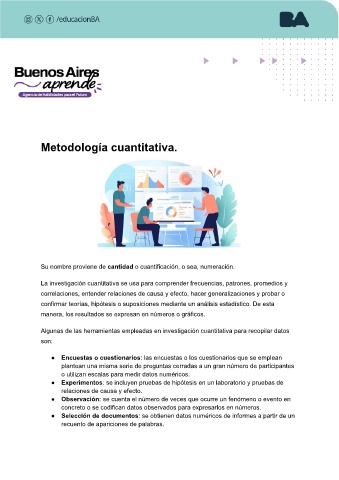 /educacionBA
BA
Buenos Aires
aprende
Agencia de Habilidades para el Futuro
Metodología cuantitativa.
Su nombre proviene de cantidad o cuantificación, o sea, numeración.
La investigación cuantitativa se usa para comprender frecuencias, patrones, promedios y
correlaciones, entender relaciones de causa y efecto, hacer generalizaciones y probar o
confirmar teorías, hipótesis o suposiciones mediante un análisis estadístico. De esta
manera, los resultados se expresan en números o gráficos.
Algunas de las herramientas empleadas en investigación cuantitativa para recopilar datos
son:
● Encuestas o cuestionarios: las encuestas o los cuestionarios que se emplean
plantean una misma serie de preguntas cerradas a un gran número de participantes
o utilizan escalas para medir datos numéricos.
● Experimentos: se incluyen pruebas de hipótesis en un laboratorio y pruebas de
relaciones de causa y efecto.
● Observación: se cuenta el número de veces que ocurre un fenómeno o evento en
concreto o se codifican datos observados para expresarlos en números.
● Selección de documentos: se obtienen datos numéricos de informes a partir de un
recuento de apariciones de palabras.